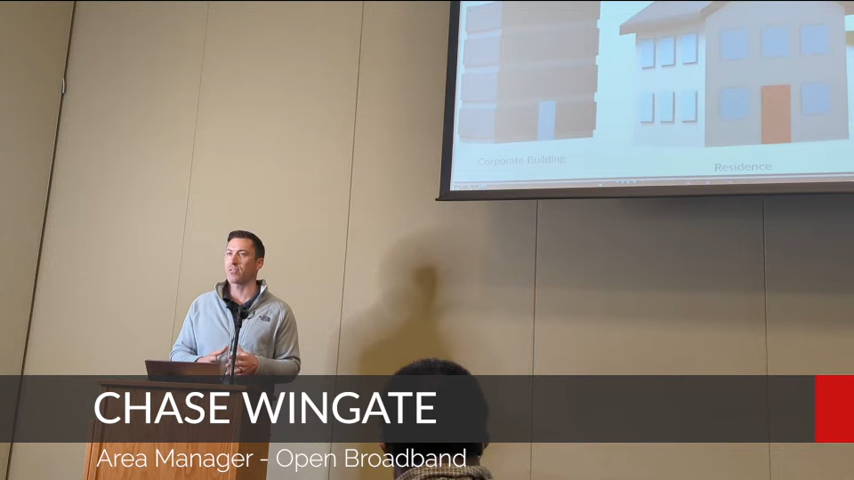 Corporate Building
Residence
CHASE WINGATE
Area Manager - Open Broadband